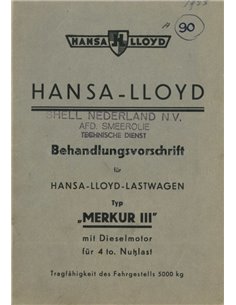 1935
A
90
HANSA LLOYD
HANSA-LLOYD
SHELL NEDERLAND N.V.
AFD. SMEEROLIE
TECHNISCHE DIENST
Behandlungsvorschrift
für
HANSA-LLOYD-LASTWAGEN
Typ
„MERKUR III"
mit Dieselmotor
für 4 to. Nutzlast
Tragfähigkeit des Fahrgestells 5000 kg